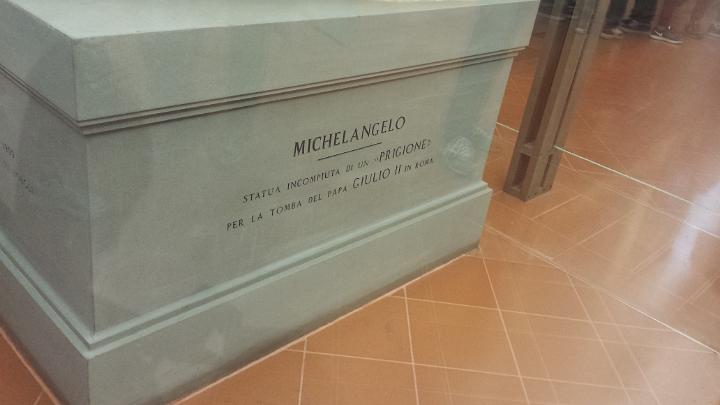 MICHELANGELO
STATUA INCOMPIUTA DI UN «PRIGIONE»
PER LA TOMBA DEL PAPA GIULIO II IN ROMA